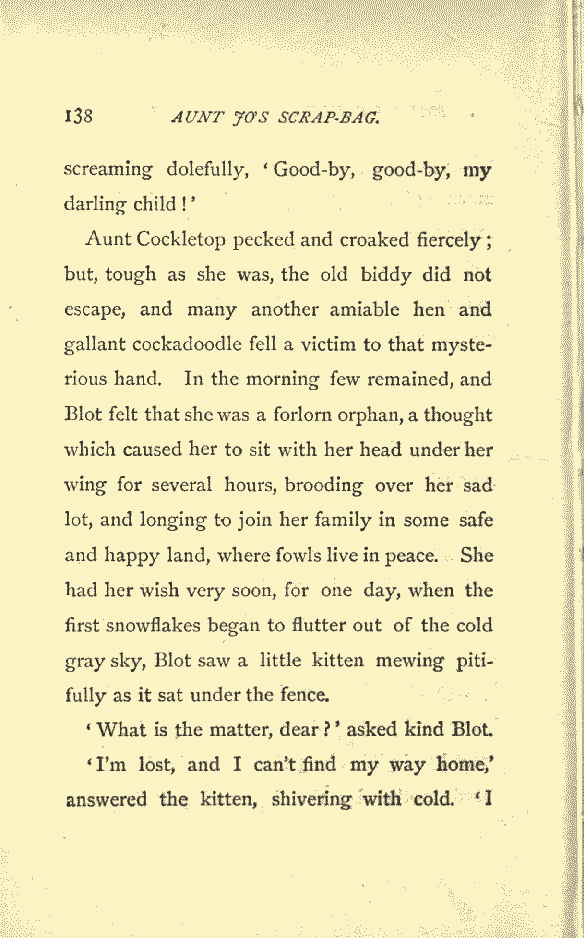 138 AUNT JO'S SCRAP-BAG.
screaming dolefully, ‘Good-by, good-by, my
darling child!’
Aunt Cockletop pecked and croaked fiercely;
but, tough as she was, the old biddy did not
escape, and many another amiable hen and
gallant cockadoodle fell a victim to that myste-
rious hand. In the morning few remained, and
Blot felt that she was a forlorn orphan, a thought
which caused her to sit with her head under her
wing for several hours, brooding over her sad
lot, and longing to join her family in some safe
and happy land, where fowls live in peace. She
had her wish very soon, for one day, when the
first snowflakes began to flutter out of the cold
gray sky, Blot saw a little kitten mewing piti-
fully as it sat under the fence.
‘What is the matter, dear?’ asked kind Blot.
‘I'm lost, and I can't find my way home,’
answered the kitten, shivering with cold. ‘I